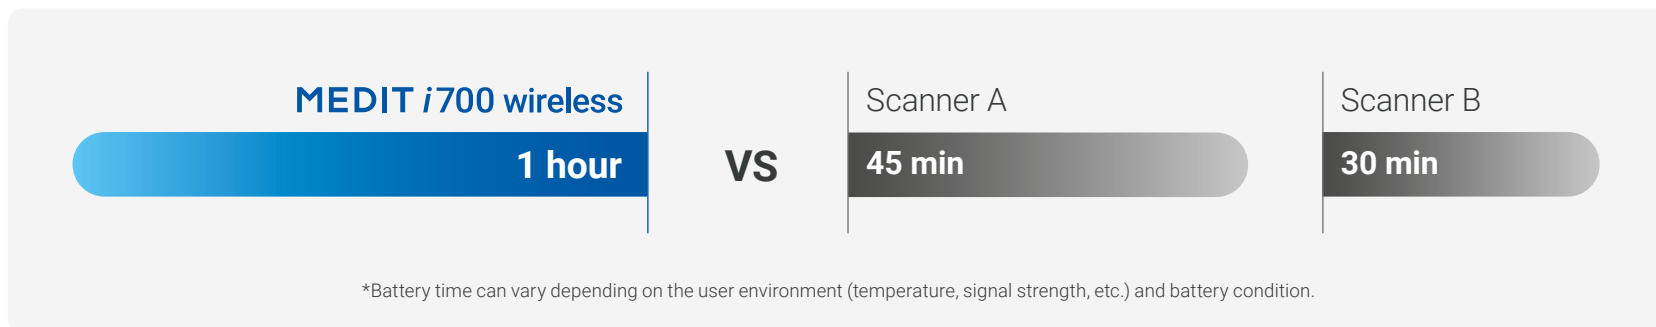 MEDIT i700 wireless
1 hour
VS
Scanner A
45 min
Scanner B
30 min
*Battery time can vary depending on the user environment (temperature, signal strength, etc.) and battery condition.